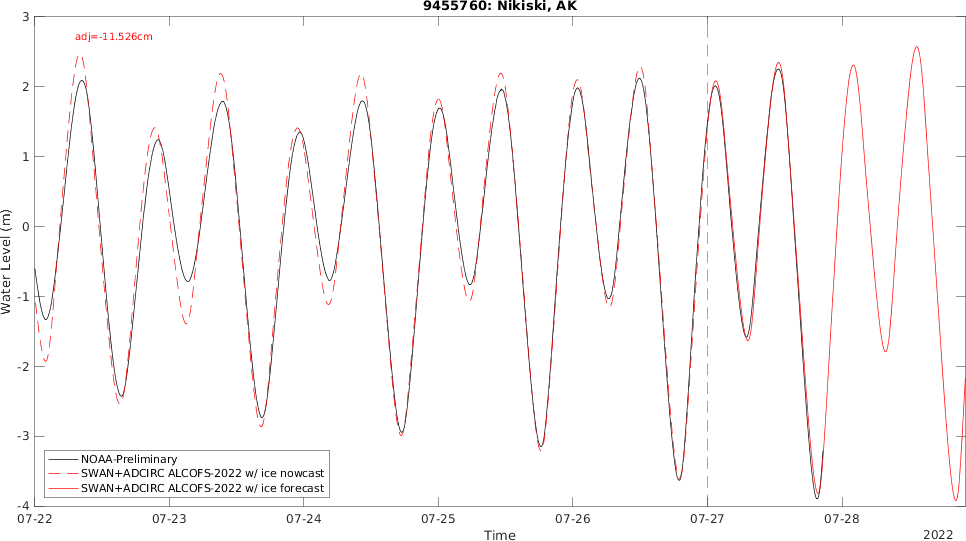 9455760: Nikiski, AK
adj=-11.526cm
Water Level (m)
3
2
1
0
-1
-2
-3
-4
NOAA-Preliminary
SWAN+ADCIRC ALCOFS-2022 w/ ice nowcast
SWAN+ADCIRC ALCOFS-2022 w/ ice forecast
07-22 07-23 07-24 07-25 07-26 07-27 07-28
Time
2022